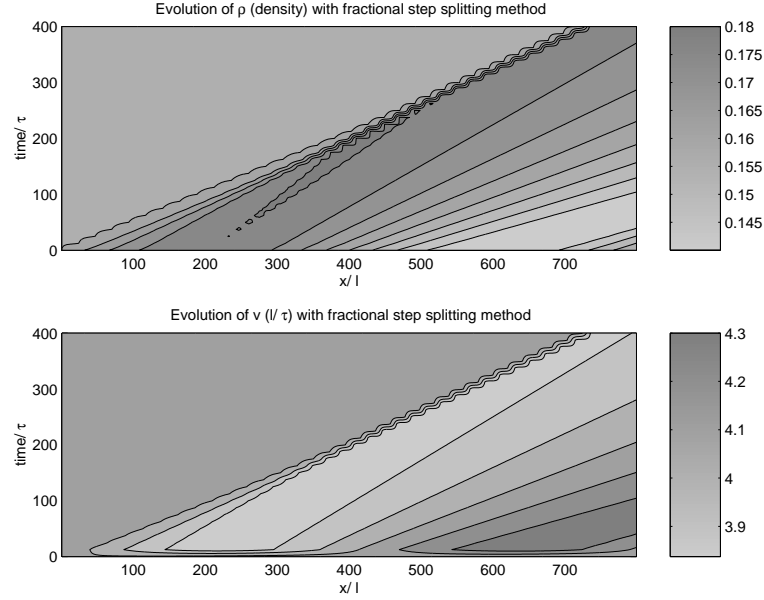 Evolution of ρ (density) with fractional step splitting method
400
300
200
100
0
time/ τ
100 200 300 400 500 600 700
x/ l
0.18
0.175
0.17
0.165
0.16
0.155
0.15
0.145
Evolution of v (l/ τ) with fractional step splitting method
400
300
200
100
0
time/ τ
100 200 300 400 500 600 700
x/ l
4.3
4.2
4.1
4
3.9